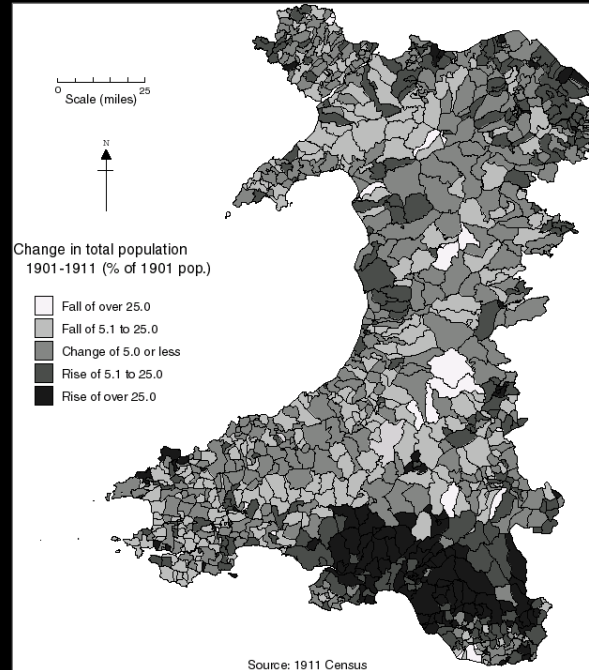 0 25
Scale (miles)
N
Change in total population
1901-1911 (% of 1901 pop.)
Fall of over 25.0
Fall of 5.1 to 25.0
Change of 5.0 or less
Rise of 5.1 to 25.0
Rise of over 25.0
Source: 1911 Census